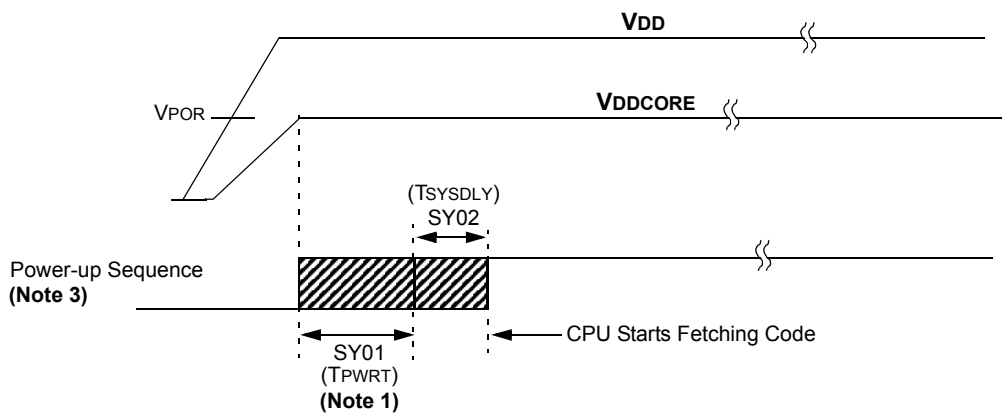 VDD
VPOR
VDDCORE
(TSYSDLY)
SY02
Power-up Sequence
(Note 3)
CPU Starts Fetching Code
SY01
(TPWRT)
(Note 1)